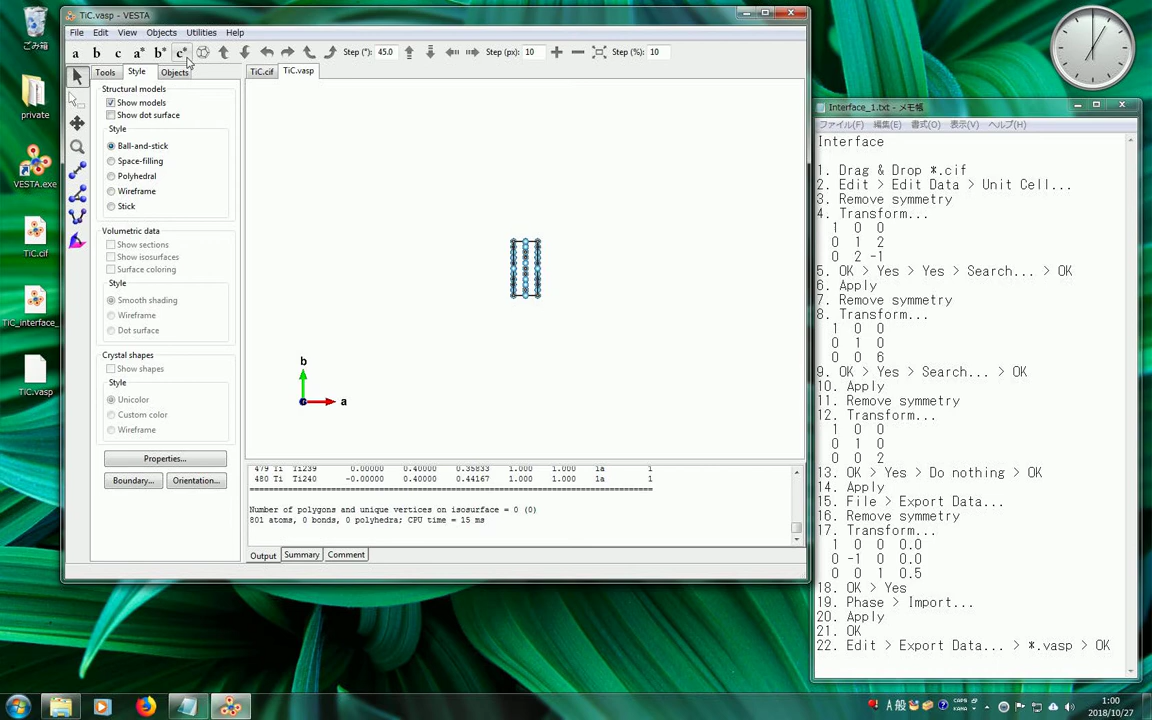 ごみ箱
private
VESTA.exe
TiC.cif
TiC_interface_...
TiC.vasp
TiC.vasp - VESTA
File Edit View Objects Utilities Help
a b c a* b* c* Step (°): 45.0 Step (px): 10 Step (%): 10
Tools Style Objects
TiC.cif TiC.vasp
Structural models
Show models
Show dot surface
Style
Ball-and-stick
Space-filling
Polyhedral
Wireframe
Stick
Volumetric data
Show sections
Show isosurfaces
Surface coloring
Style
Smooth shading
Wireframe
Dot surface
Crystal shapes
Show shapes
Style
Unicolor
Custom color
Wireframe
Properties...
Boundary... Orientation...
b
a
479 Ti Ti239 0.00000 0.40000 0.35833 1.000 1.000 1a 1
480 Ti Ti240 -0.00000 0.40000 0.44167 1.000 1.000 1a 1
Number of polygons and unique vertices on isosurface = 0 (0)
801 atoms, 0 bonds, 0 polyhedra; CPU time = 15 ms
Output Summary Comment
Interface_1.txt - メモ帳
ファイル(F) 編集(E) 書式(O) 表示(V) ヘルプ(H)
Interface
1. Drag & Drop *.cif
2. Edit > Edit Data > Unit Cell...
3. Remove symmetry
4. Transform...
1 0 0
0 1 2
0 2 -1
5. OK > Yes > Yes > Search... > OK
6. Apply
7. Remove symmetry
8. Transform...
1 0 0
0 1 0
0 0 6
9. OK > Yes > Search... > OK
10. Apply
11. Remove symmetry
12. Transform...
1 0 0
0 1 0
0 0 2
13. OK > Yes > Do nothing > OK
14. Apply
15. File > Export Data...
16. Remove symmetry
17. Transform...
1 0 0 0.0
0 -1 0 0.0
0 0 1 0.5
18. OK > Yes
19. Phase > Import...
20. Apply
21. OK
22. Edit > Export Data... > *.vasp > OK
A 般
CAPS
KANA
1:00
2018/10/27